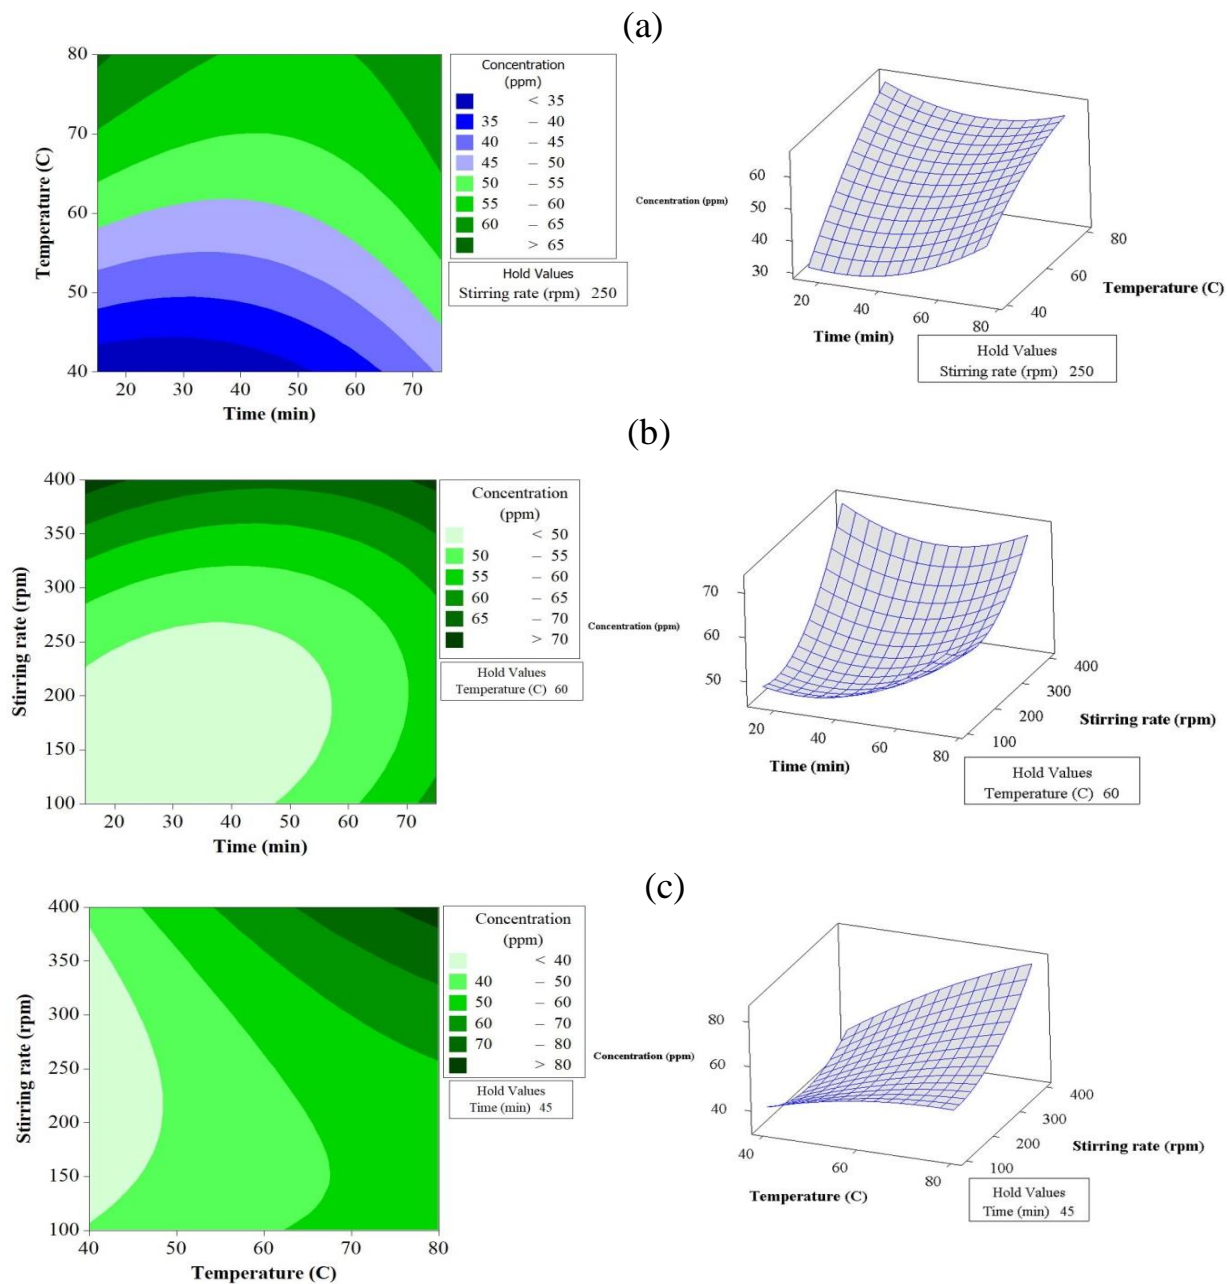 (a)
80
70
60
50
40
Temperature (C)
20 30 40 50 60 70
Time (min)
Concentration
(ppm)
< 35
35 – 40
40 – 45
45 – 50
50 – 55
55 – 60
60 – 65
> 65
Hold Values
Stirring rate (rpm) 250
Concentration (ppm)
60
50
40
30
20
40
60
80
Time (min)
80
60
40
Temperature (C)
Hold Values
Stirring rate (rpm) 250
(b)
400
350
300
250
200
150
100
Stirring rate (rpm)
20 30 40 50 60 70
Time (min)
Concentration
(ppm)
< 50
50 – 55
55 – 60
60 – 65
65 – 70
> 70
Hold Values
Temperature (C) 60
Concentration (ppm)
70
60
50
20
40
60
80
Time (min)
400
300
200
100
Stirring rate (rpm)
Hold Values
Temperature (C) 60
(c)
400
350
300
250
200
150
100
Stirring rate (rpm)
40 50 60 70 80
Temperature (C)
Concentration
(ppm)
< 40
40 – 50
50 – 60
60 – 70
70 – 80
> 80
Hold Values
Time (min) 45
Concentration (ppm)
80
60
40
40
60
80
Temperature (C)
400
300
200
100
Stirring rate (rpm)
Hold Values
Time (min) 45